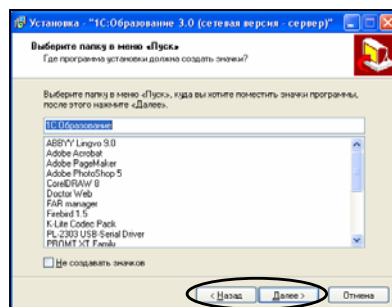 Установка - "1С:Образование 3.0 (сетевая версия - сервер)"
Выберите папку в меню «Пуск»
Где программа установки должна создать значки?
Выберите папку в меню «Пуск», куда вы хотите поместить значки программы,
после этого нажмите «Далее».
1С:Образование
ABBYY Lingvo 9.0
Adobe Acrobat
Adobe PageMaker
Adobe PhotoShop 5
CorelDRAW 8
Doctor Web
FAR manager
Firebird 1.5
K-Lite Codec Pack
PL-2303 USB-Serial Driver
PROMT XT Family
Не создавать значков
< Назад
Далее >
Отмена